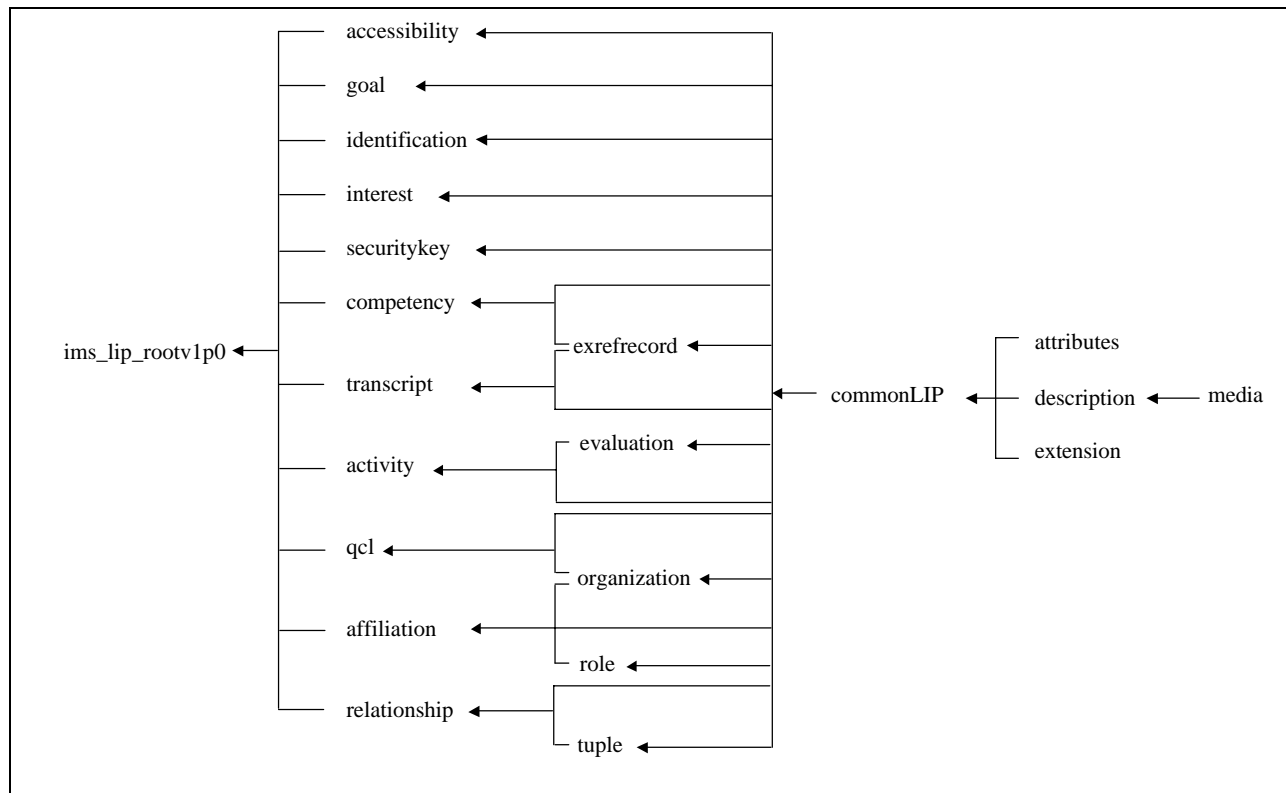 accessibility
goal
identification
interest
securitykey
competency
exrefrecord
attributes
ims_lip_rootv1p0
transcript
commonLIP
description
media
evaluation
activity
extension
qcl
organization
affiliation
role
relationship
tuple